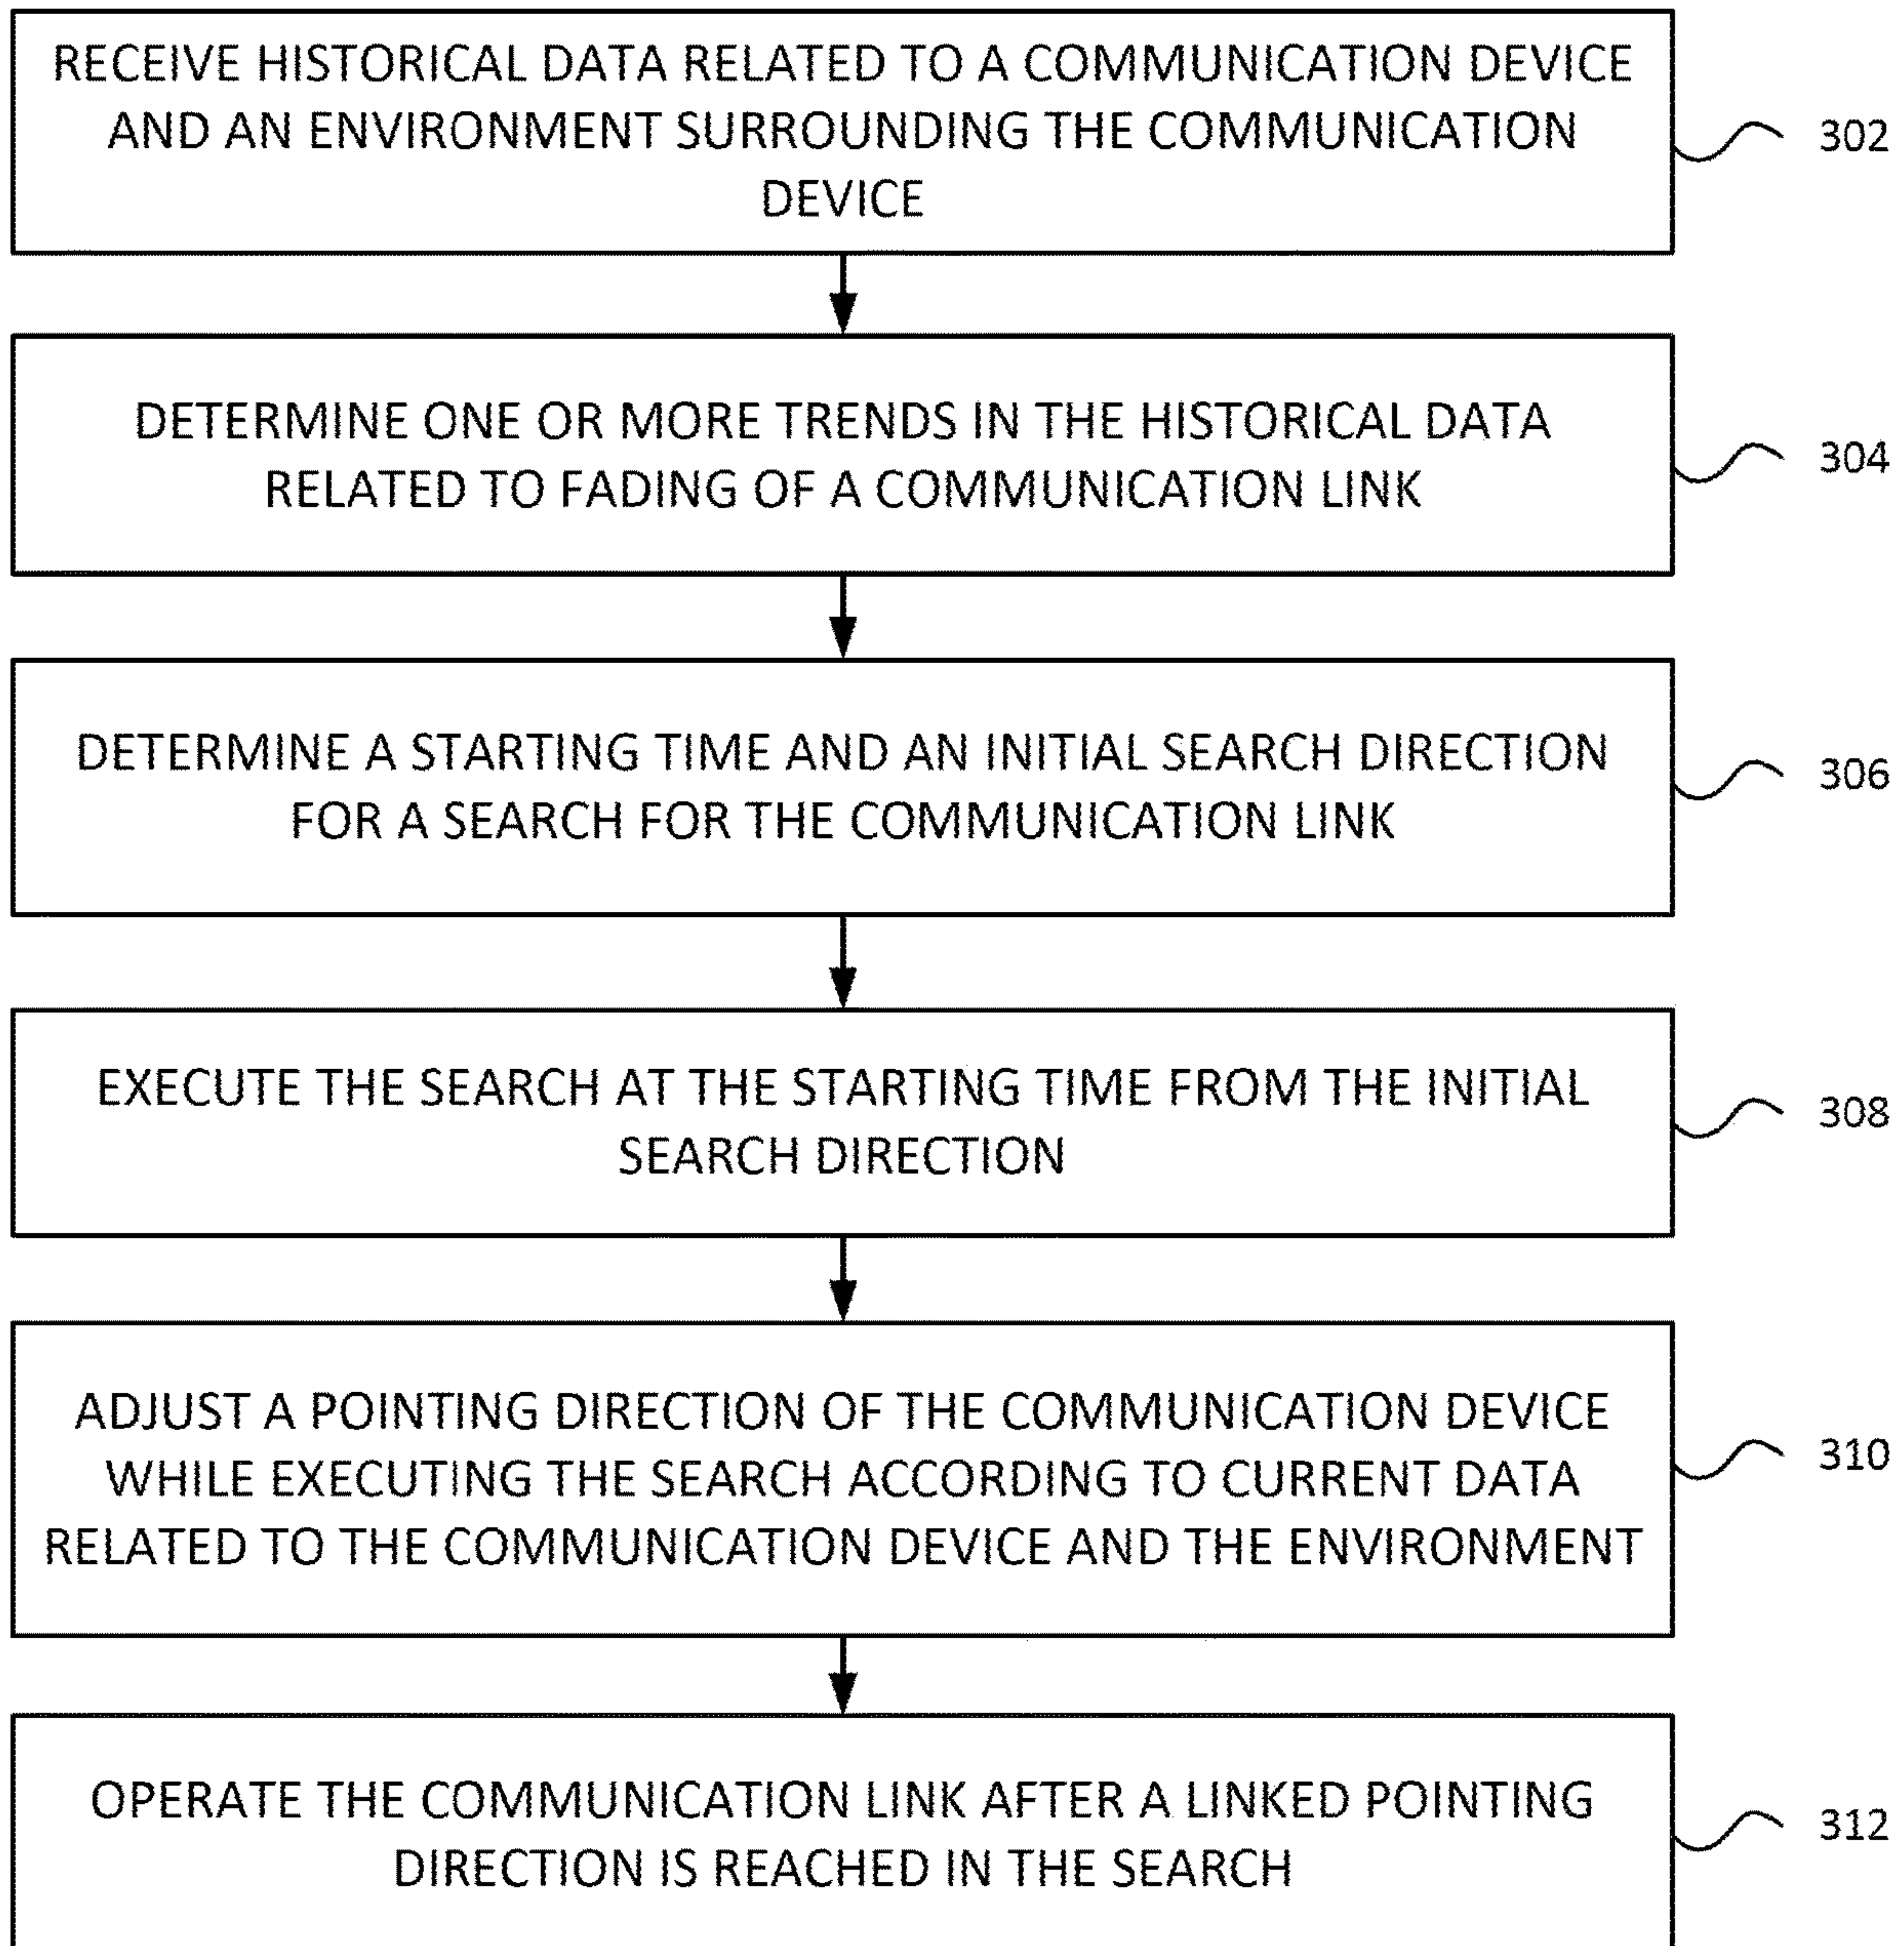 RECEIVE HISTORICAL DATA RELATED TO A COMMUNICATION DEVICE
AND AN ENVIRONMENT SURROUNDING THE COMMUNICATION
DEVICE
302
DETERMINE ONE OR MORE TRENDS IN THE HISTORICAL DATA
RELATED TO FADING OF A COMMUNICATION LINK
304
DETERMINE A STARTING TIME AND AN INITIAL SEARCH DIRECTION
FOR A SEARCH FOR THE COMMUNICATION LINK
306
EXECUTE THE SEARCH AT THE STARTING TIME FROM THE INITIAL
SEARCH DIRECTION
308
ADJUST A POINTING DIRECTION OF THE COMMUNICATION DEVICE
WHILE EXECUTING THE SEARCH ACCORDING TO CURRENT DATA
RELATED TO THE COMMUNICATION DEVICE AND THE ENVIRONMENT
310
OPERATE THE COMMUNICATION LINK AFTER A LINKED POINTING
DIRECTION IS REACHED IN THE SEARCH
312